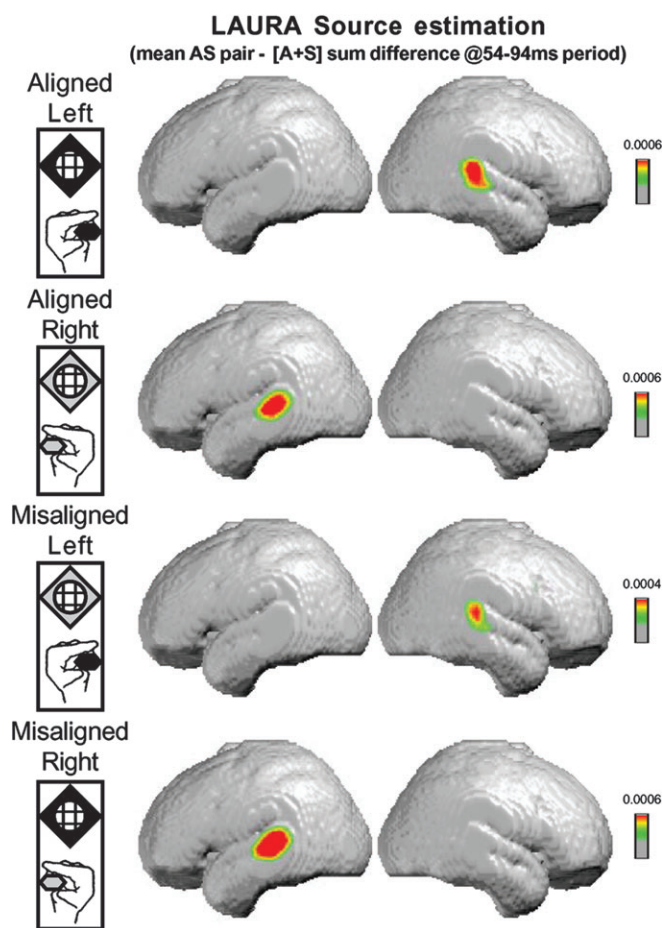 LAURA Source estimation
(mean AS pair - [A+S] sum difference @54-94ms period)
Aligned
Left
0.0006
Aligned
Right
0.0006
Misaligned
Left
0.0004
Misaligned
Right
0.0006